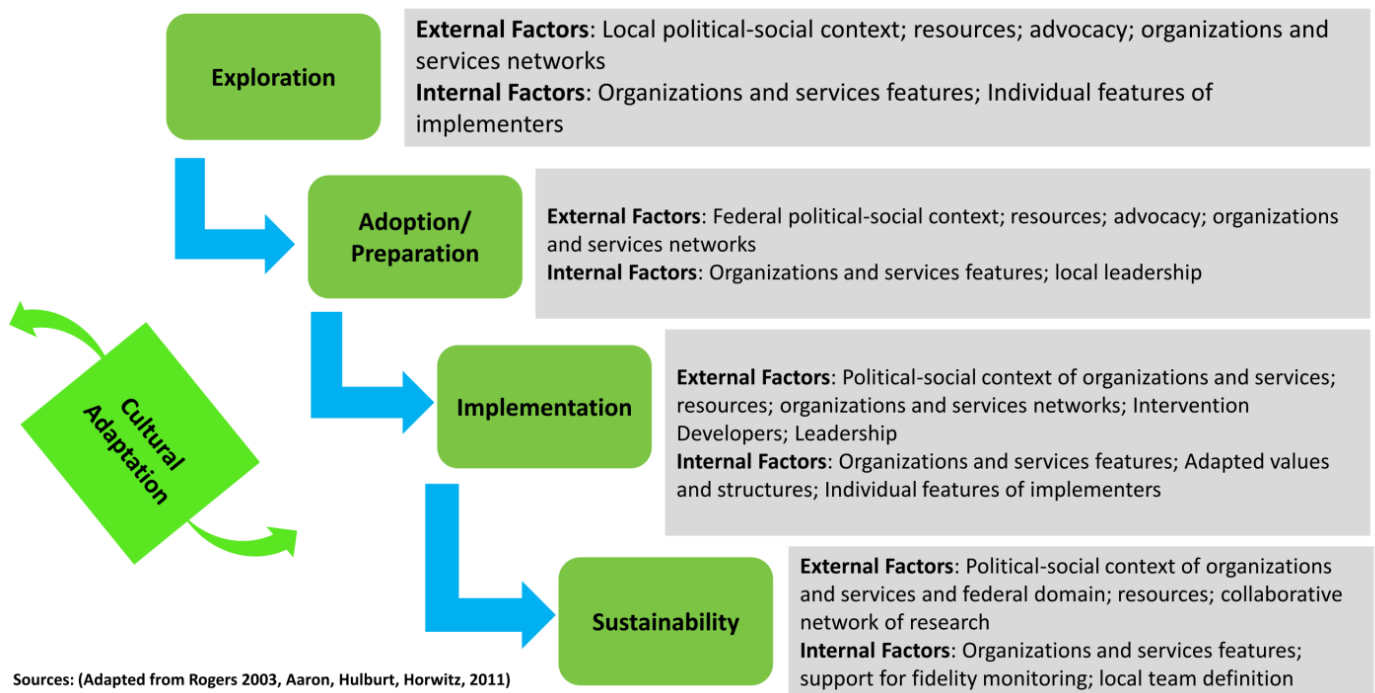 Exploration
External Factors: Local political-social context; resources; advocacy; organizations and
services networks
Internal Factors: Organizations and services features; Individual features of
implementers
Adoption/
Preparation
External Factors: Federal political-social context; resources; advocacy; organizations
and services networks
Internal Factors: Organizations and services features; local leadership
Cultural
Adaptation
Implementation
External Factors: Political-social context of organizations and services;
resources; organizations and services networks; Intervention
Developers; Leadership
Internal Factors: Organizations and services features; Adapted values
and structures; Individual features of implementers
Sustainability
External Factors: Political-social context of organizations
and services and federal domain; resources; collaborative
network of research
Internal Factors: Organizations and services features;
support for fidelity monitoring; local team definition
Sources: (Adapted from Rogers 2003, Aaron, Hulburt, Horwitz, 2011)